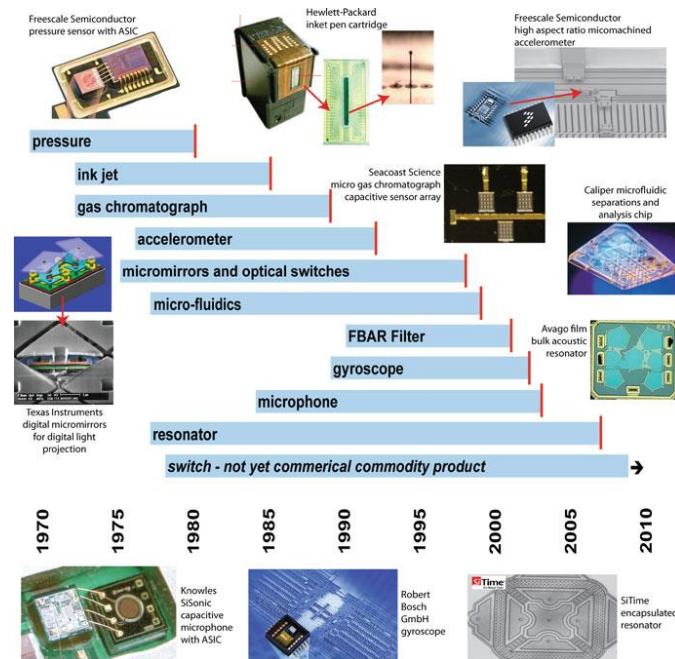 Freescale Semiconductor
pressure sensor with ASIC
Hewlett-Packard
inket pen cartridge
Freescale Semiconductor
high aspect ratio micomachined
accelerometer
pressure
ink jet
gas chromatograph
accelerometer
micromirrors and optical switches
micro-fluidics
FBAR Filter
gyroscope
microphone
resonator
switch - not yet commerical commodity product
Seacoast Science
micro gas chromatograph
capacitive sensor array
Caliper microfluidic
separations and
analysis chip
Avago film
bulk acoustic
resonator
Texas Instruments
digital micromirrors
for digital light
projection
1970
1975
1980
1985
1990
1995
2000
2005
2010
Knowles
SiSonic
capacitive
microphone
with ASIC
Robert
Bosch
GmbH
gyroscope
SiTime
SiTime
encapsulated
resonator